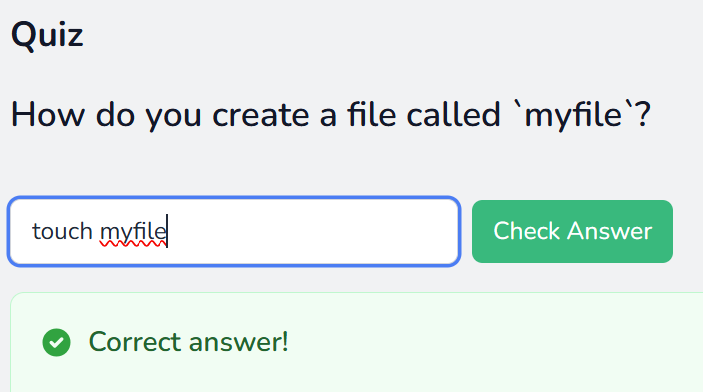 Quiz
How do you create a file called `myfile`?
touch myfile
Check Answer
Correct answer!